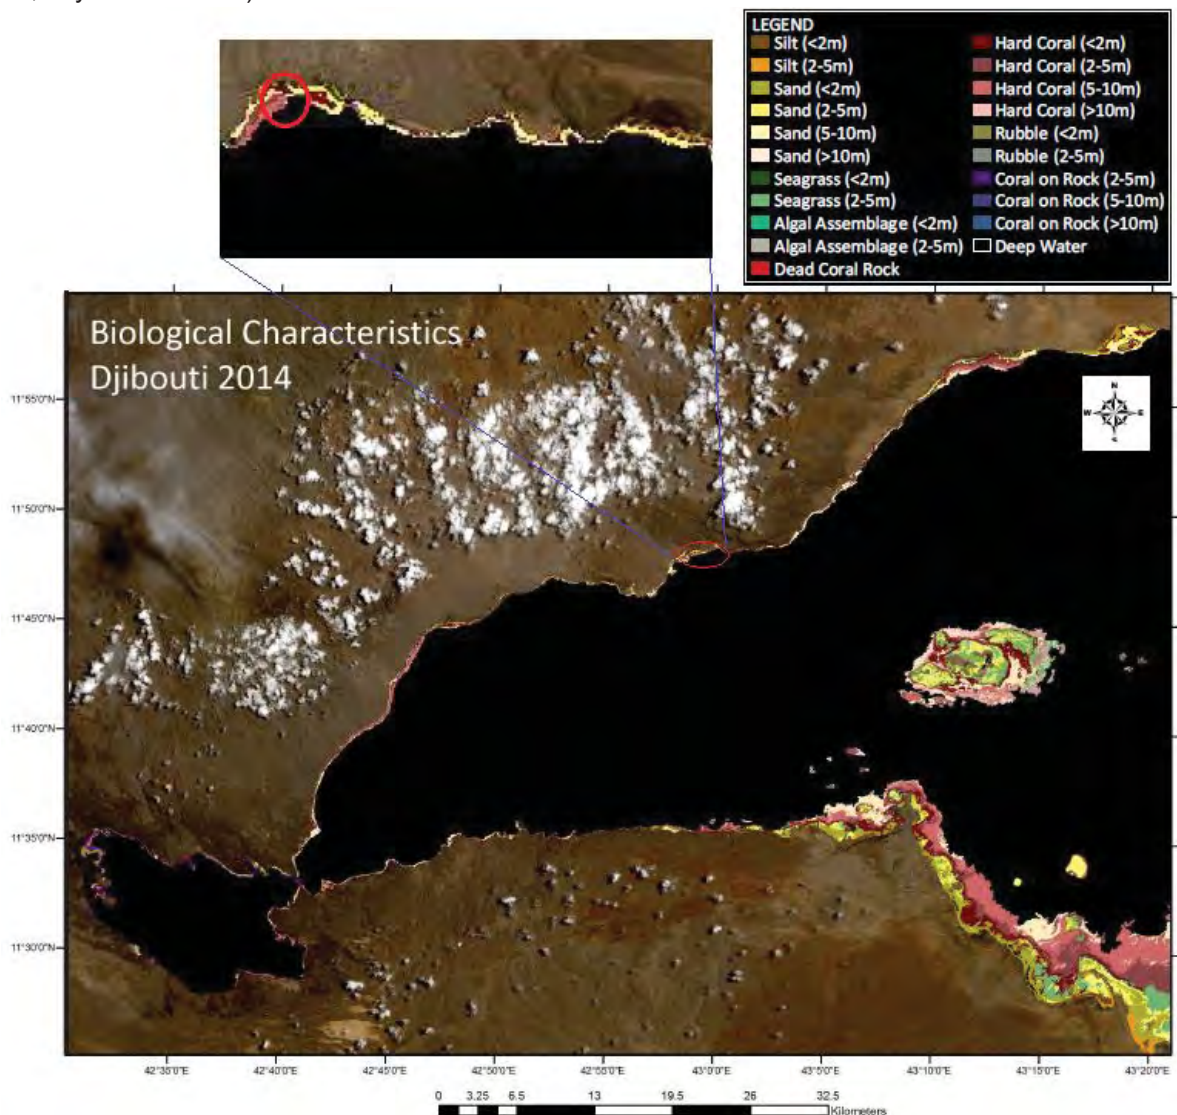 LEGEND
Silt (<2m)
Silt (2-5m)
Sand (<2m)
Sand (2-5m)
Sand (5-10m)
Sand (>10m)
Seagrass (<2m)
Seagrass (2-5m)
Algal Assemblage (<2m)
Algal Assemblage (2-5m)
Dead Coral Rock
Hard Coral (<2m)
Hard Coral (2-5m)
Hard Coral (5-10m)
Hard Coral (>10m)
Rubble (<2m)
Rubble (2-5m)
Coral on Rock (2-5m)
Coral on Rock (5-10m)
Coral on Rock (>10m)
Deep Water
Biological Characteristics
Djibouti 2014
N
W E
11°55'0"N
11°50'0"N
11°45'0"N
11°40'0"N
11°35'0"N
11°30'0"N
42°35'0"E 42°40'0"E 42°45'0"E 42°50'0"E 42°55'0"E 43°0'0"E 43°5'0"E 43°10'0"E 43°15'0"E 43°20'0"E
0 3.25 6.5 13 19.5 26 32.5
Kilometers